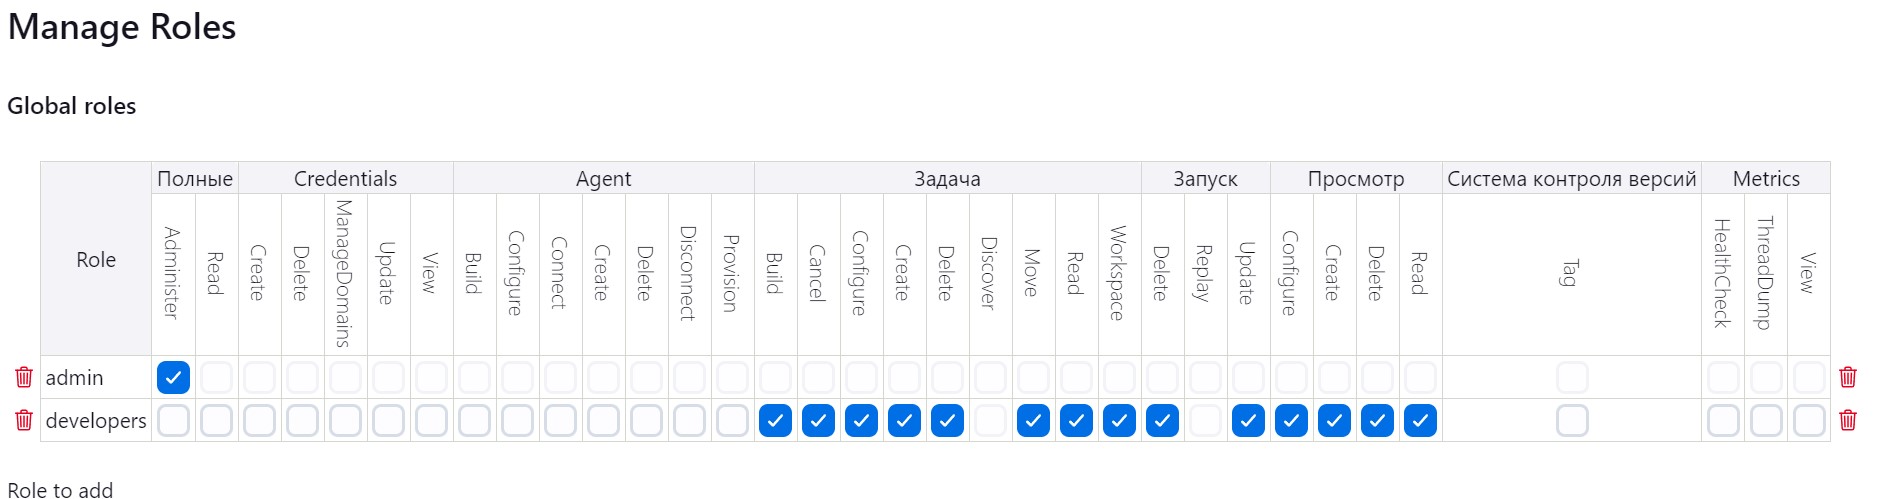 Manage Roles
Global roles
Role Полные Credentials Agent Задача Запуск Просмотр Система контроля версий Metrics
Administer Read Create Delete ManageDomains Update View Build Configure Connect Create Delete Disconnect Provision Build Cancel Configure Create Delete Discover Move Read Workspace Delete Replay Update Configure Create Delete Read Tag HealthCheck ThreadDump View
admin
developers
Role to add